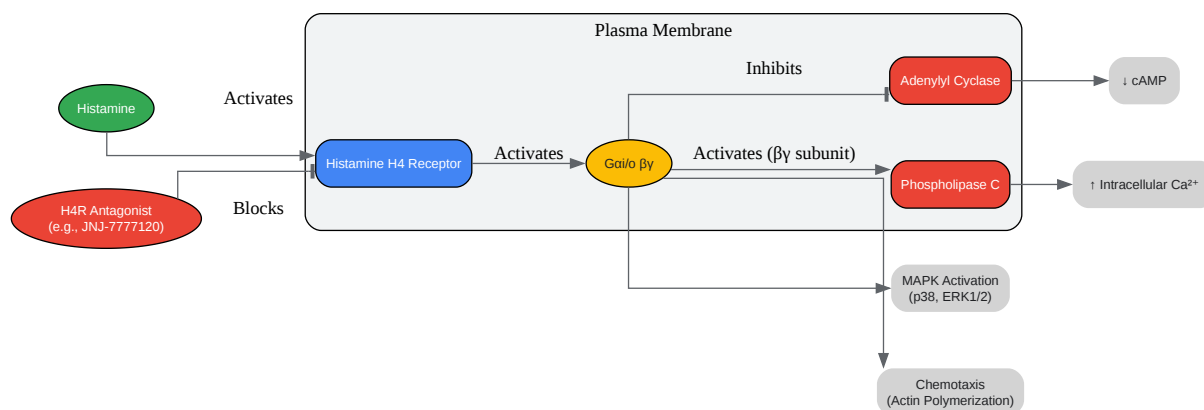 Plasma Membrane
Inhibits
Adenylyl Cyclase
↓ cAMP
Activates
Histamine
Histamine H4 Receptor
Activates
Gαi/o βγ
Activates (βγ subunit)
Phospholipase C
↑ Intracellular Ca²⁺
H4R Antagonist
(e.g., JNJ-7777120)
Blocks
MAPK Activation
(p38, ERK1/2)
Chemotaxis
(Actin Polymerization)